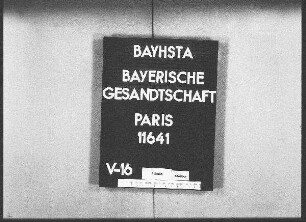 BAYHSTA
BAYERISCHE
GESANDTSCHAFT
PARIS
11641
V-16